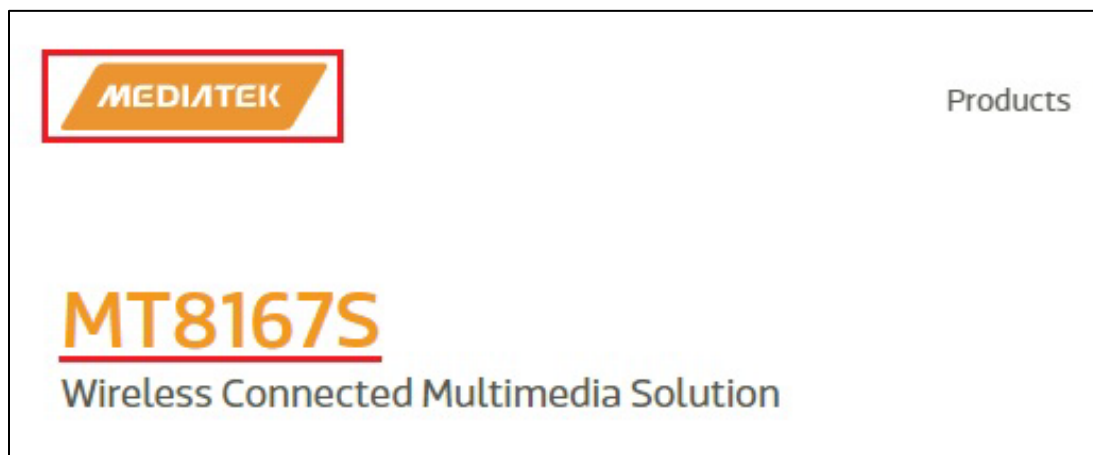 MEDIATEK
Products
MT8167S
Wireless Connected Multimedia Solution